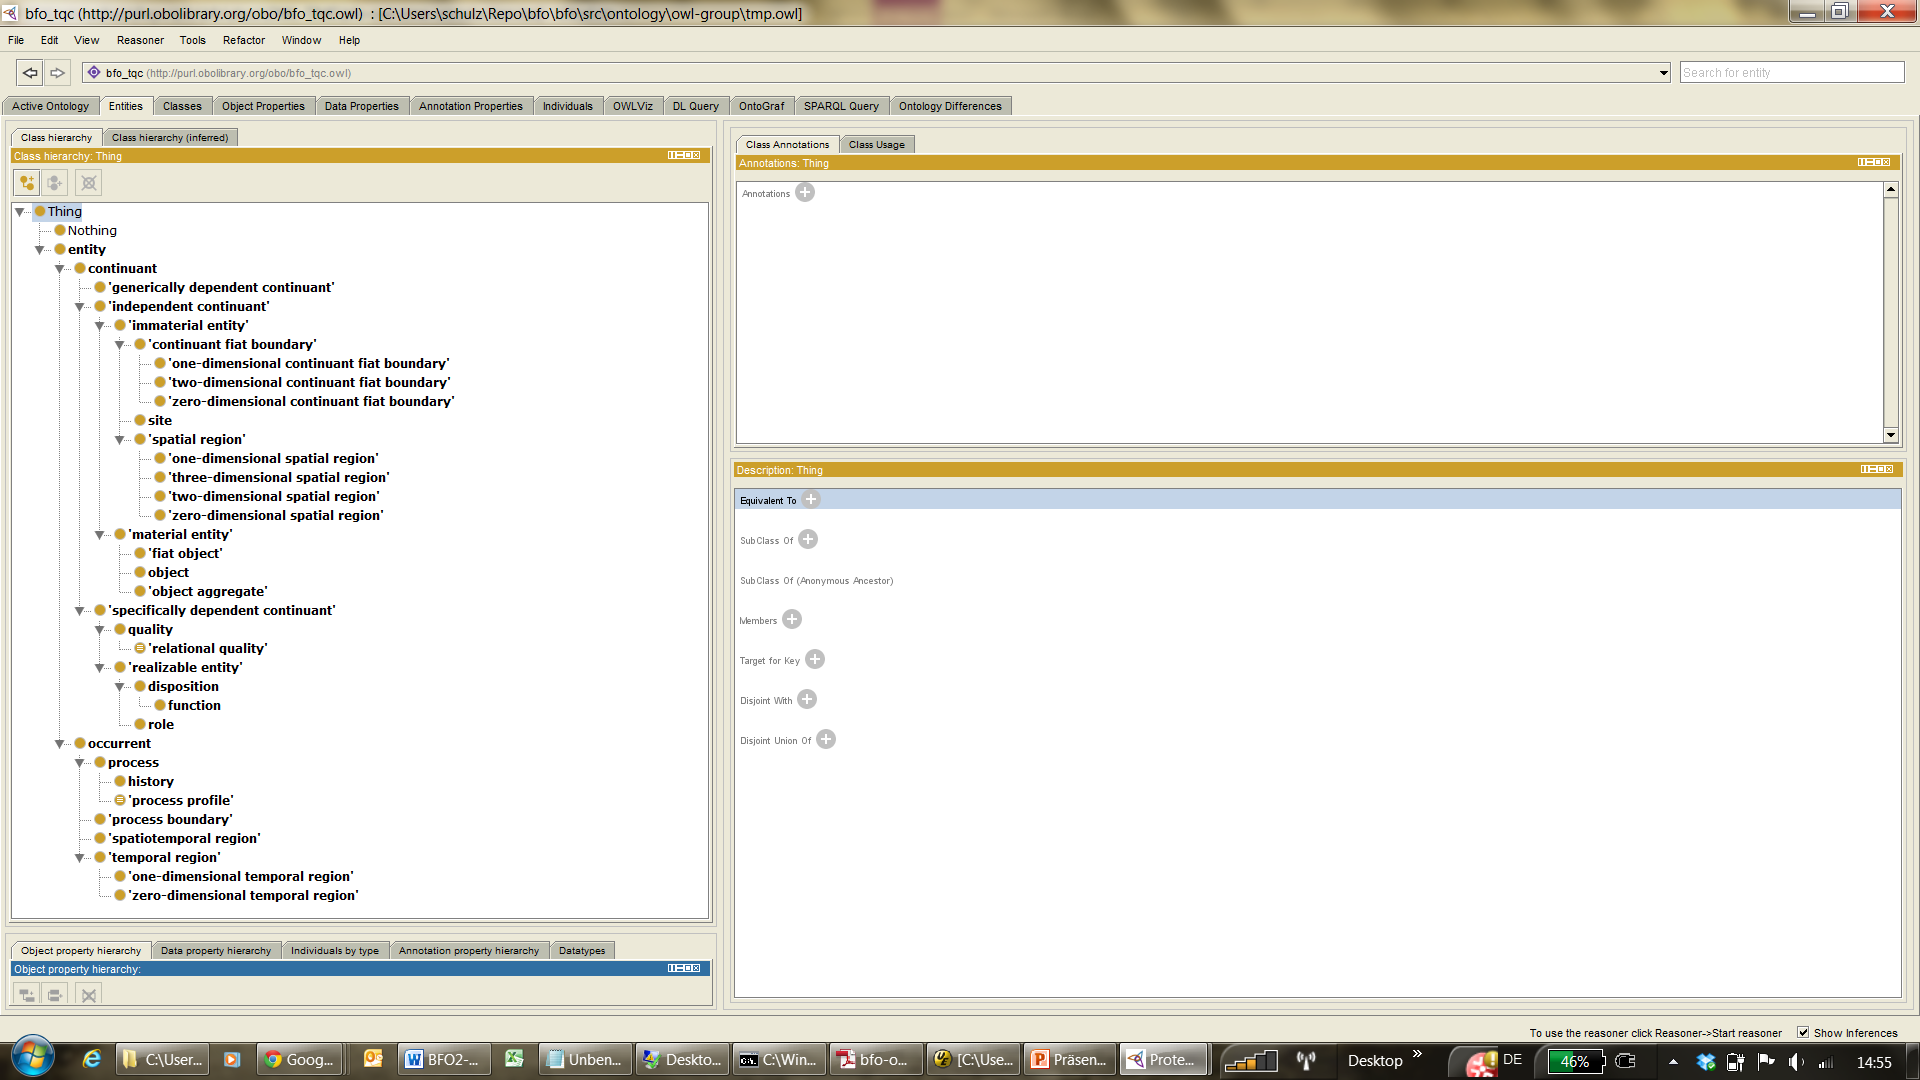 bfo_tqc (http://purl.obolibrary.org/obo/bfo_tqc.owl) : [C:\Users\schulz\Repo\bfo\bfo\src\ontology\owl-group\tmp.owl]
File Edit View Reasoner Tools Refactor Window Help
bfo_tqc (http://purl.obolibrary.org/obo/bfo_tqc.owl)
Search for entity
Active Ontology Entities Classes Object Properties Data Properties Annotation Properties Individuals OWLViz DL Query OntoGraf SPARQL Query Ontology Differences
Class hierarchy Class hierarchy (inferred)
Class hierarchy: Thing
Thing
Nothing
entity
continuant
'generically dependent continuant'
'independent continuant'
'immaterial entity'
'continuant fiat boundary'
'one-dimensional continuant fiat boundary'
'two-dimensional continuant fiat boundary'
'zero-dimensional continuant fiat boundary'
site
'spatial region'
'one-dimensional spatial region'
'three-dimensional spatial region'
'two-dimensional spatial region'
'zero-dimensional spatial region'
'material entity'
'fiat object'
object
'object aggregate'
'specifically dependent continuant'
quality
'relational quality'
'realizable entity'
disposition
function
role
occurrent
process
history
'process profile'
'process boundary'
'spatiotemporal region'
'temporal region'
'one-dimensional temporal region'
'zero-dimensional temporal region'
Object property hierarchy Data property hierarchy Individuals by type Annotation property hierarchy Datatypes
Object property hierarchy:
Class Annotations Class Usage
Annotations: Thing
Annotations
Description: Thing
Equivalent To
SubClass Of
SubClass Of (Anonymous Ancestor)
Members
Target for Key
Disjoint With
Disjoint Union Of
To use the reasoner click Reasoner->Start reasoner Show Inferences
C:\User... Goog... BFO2-... Unben... Deskto... C:\Win... bfo-o... [C:\Use... Präsen... Prote... Desktop » DE 46% 14:55